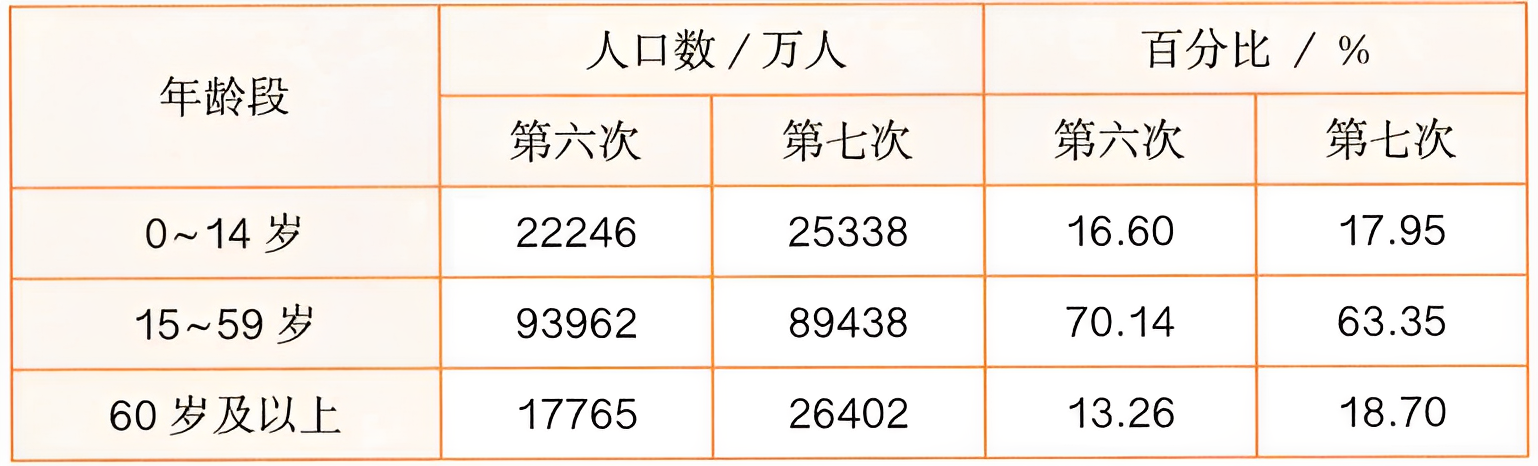 年龄段 人口数 / 万人 百分比 / %
第六次 第七次 第六次 第七次
0~14 岁 22246 25338 16.60 17.95
15~59 岁 93962 89438 70.14 63.35
60 岁及以上 17765 26402 13.26 18.70